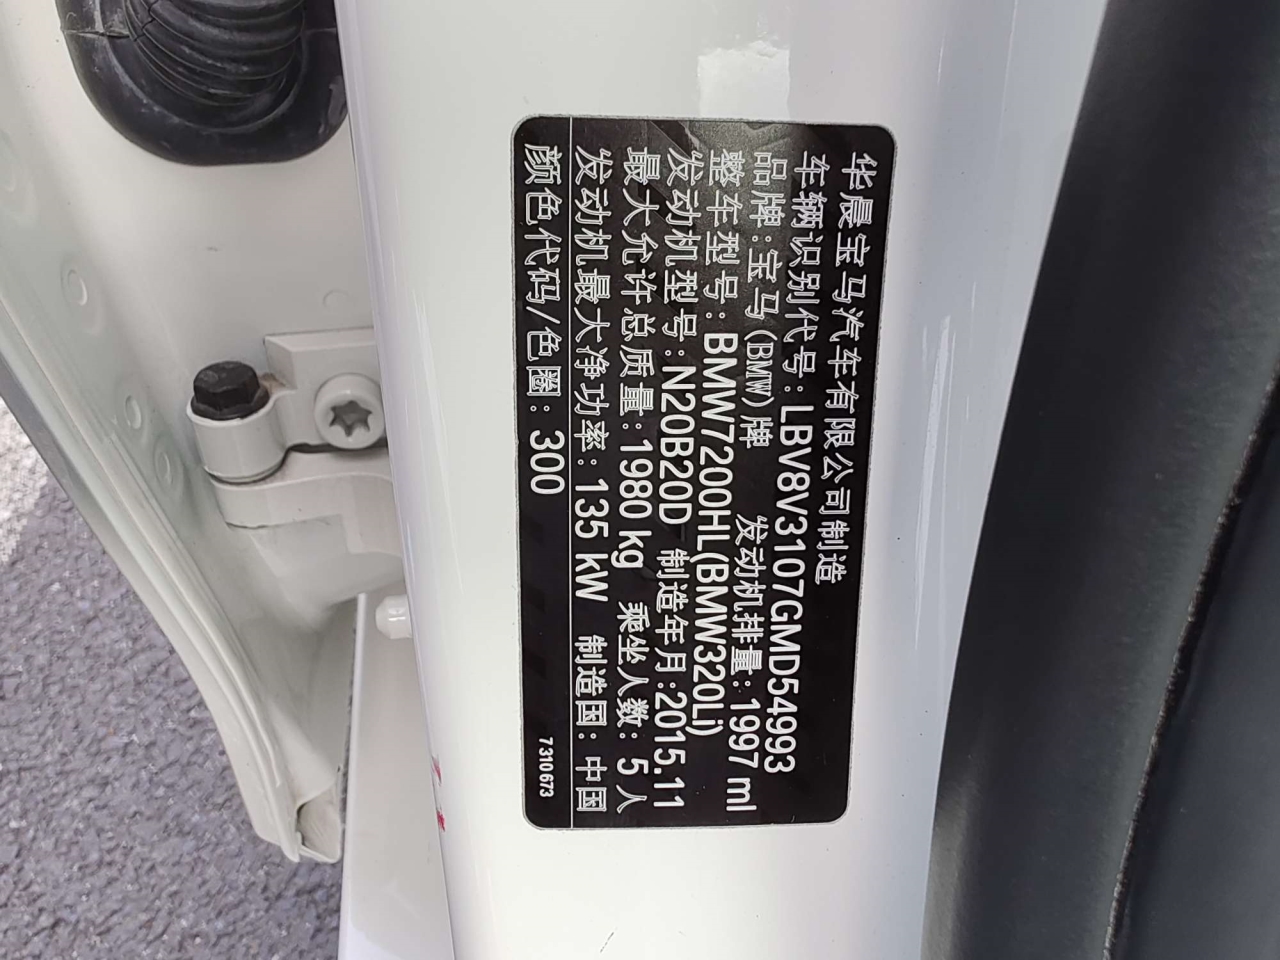 华晨宝马汽车有限公司制造
车辆识别代号: LBV8V3107GMD54993
品牌:宝马(BMW)牌 发动机排量:1997 ml
整车型号: BMW7200HL(BMW320Li)
发动机型号:N20B20D 制造年月:2015.11
最大允许总质量:1980 kg 乘坐人数: 5 人
发动机最大净功率: 135 kW 制造国: 中国
颜色代码/色圈: 300
7310673